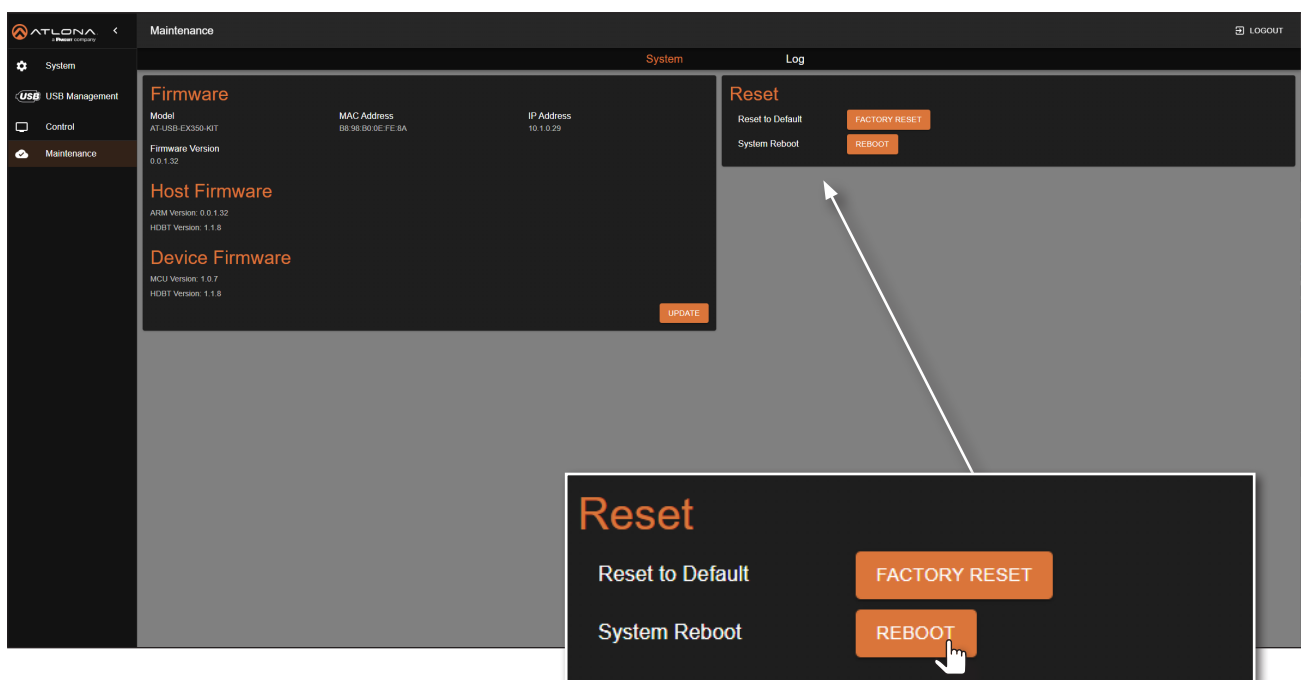 ATLONA
a Panduit company
Maintenance
LOGOUT
System
USB USB Management
Control
Maintenance
System Log
Firmware
Model MAC Address IP Address
AT-USB-EX350-KIT B8:98:B0:0E:FE:8A 10.1.0.29
Firmware Version
0.0.1.32
Host Firmware
ARM Version: 0.0.1.32
HDBT Version: 1.1.8
Device Firmware
MCU Version: 1.0.7
HDBT Version: 1.1.8
UPDATE
Reset
Reset to Default FACTORY RESET
System Reboot REBOOT
Reset
Reset to Default FACTORY RESET
System Reboot REBOOT